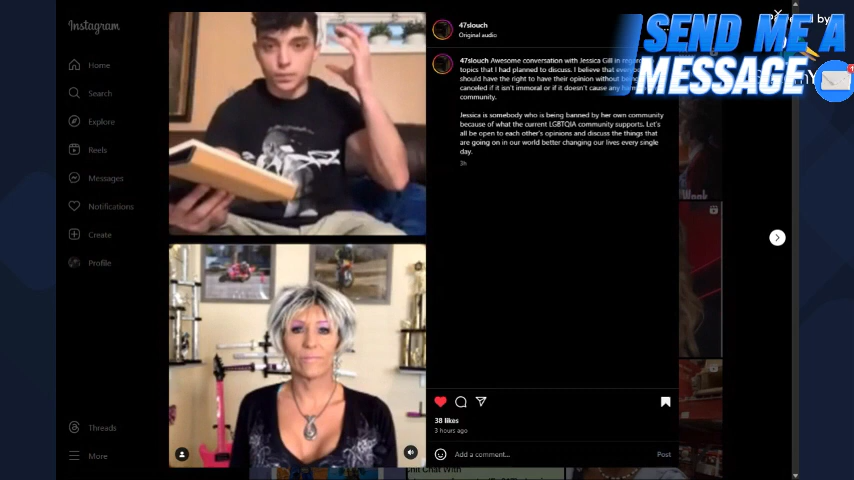 Instagram
Home
Search
Explore
Reels
Messages
Notifications
Create
Profile
Threads
More
47slouch
Original audio
47slouch Awesome conversation with Jessica Gill in
topics that I had planned to discuss. I believe that
should have the right to have their opinion without
canceled if it isn't immoral or if it doesn't cause any
community.
Jessica is somebody who is being banned by her own community
because of what the current LGBTQIA community supports. Let's
all be open to each other's opinions and discuss the things that
are going on in our world better changing our lives every single
day.
3h
38 likes
3 hours ago
Add a comment...
Post
SEND ME A
MESSAGE
by
Week
Chill Chat With